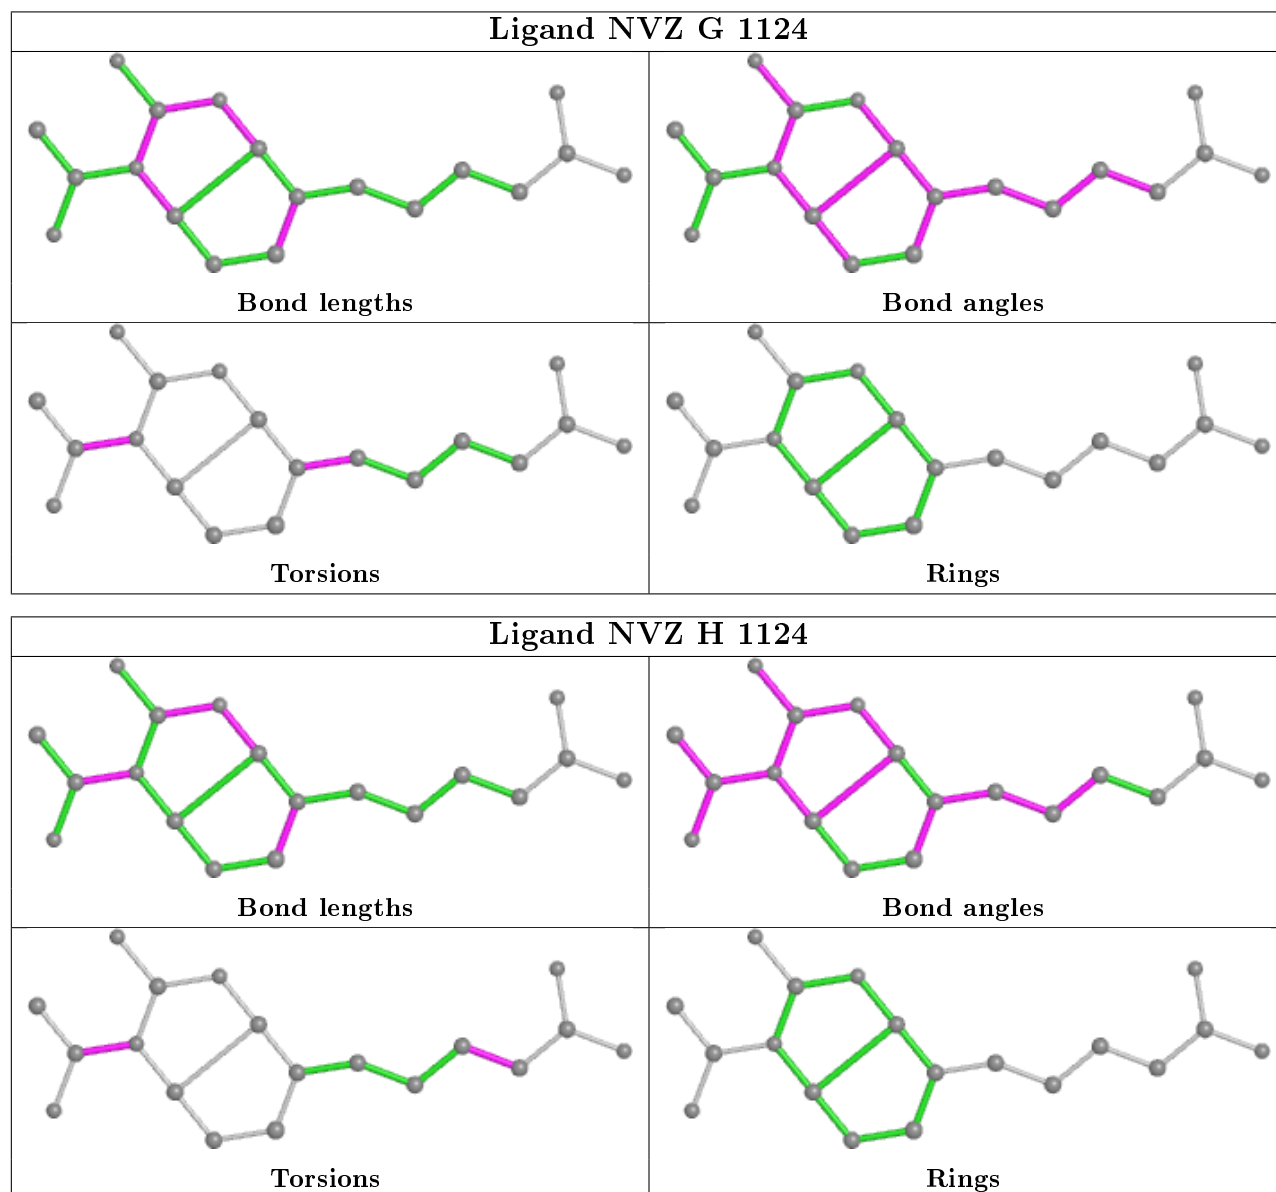 Ligand NVZ G 1124
Bond lengths
Bond angles
Torsions
Rings
Ligand NVZ H 1124
Bond lengths
Bond angles
Torsions
Rings